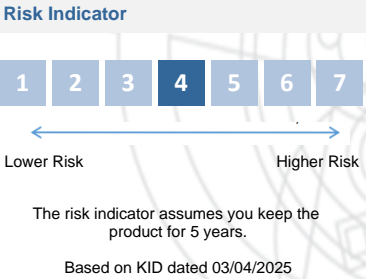 Risk Indicator
1 2 3 4 5 6 7
Lower Risk Higher Risk
The risk indicator assumes you keep the
product for 5 years.
Based on KID dated 03/04/2025